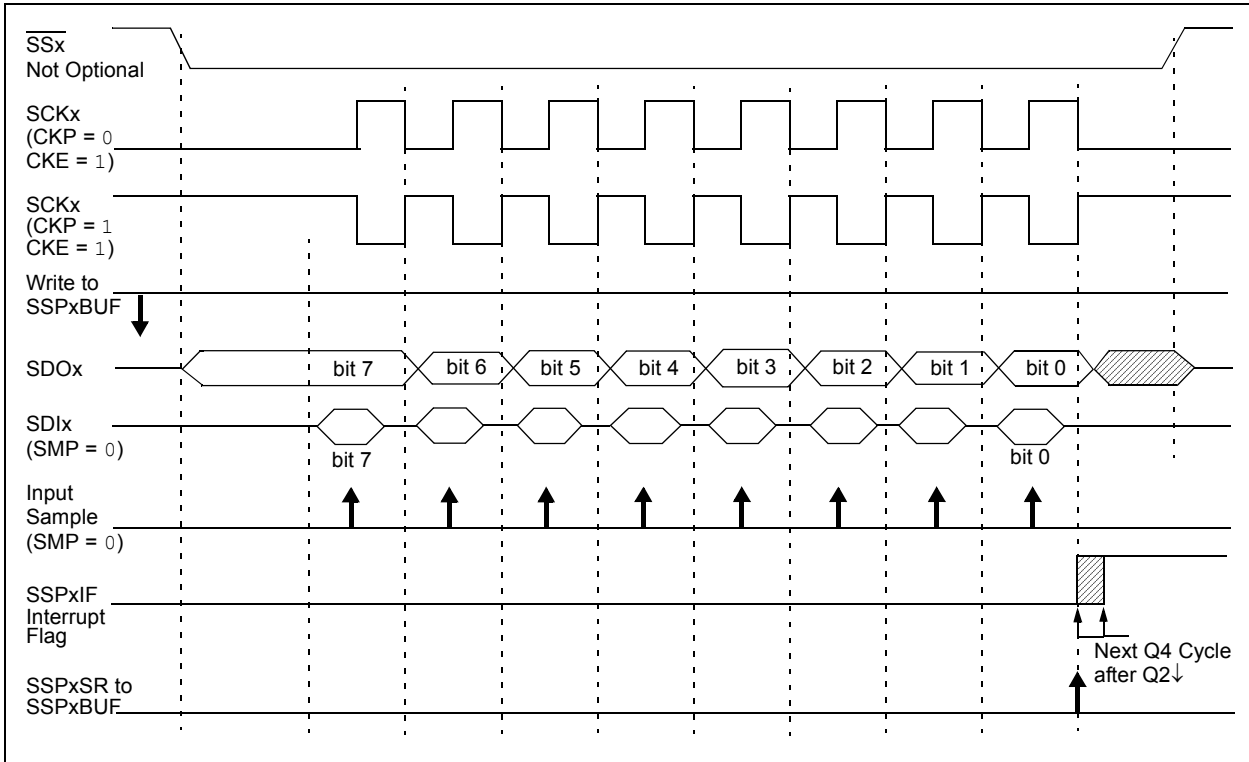 SSx
Not Optional
SCKx
(CKP = 0
CKE = 1)
SCKx
(CKP = 1
CKE = 1)
Write to
SSPxBUF
SDOx
bit 7 bit 6 bit 5 bit 4 bit 3 bit 2 bit 1 bit 0
SDIx
(SMP = 0)
bit 7 bit 0
Input
Sample
(SMP = 0)
SSPxIF
Interrupt
Flag
Next Q4 Cycle
after Q2↓
SSPxSR to
SSPxBUF